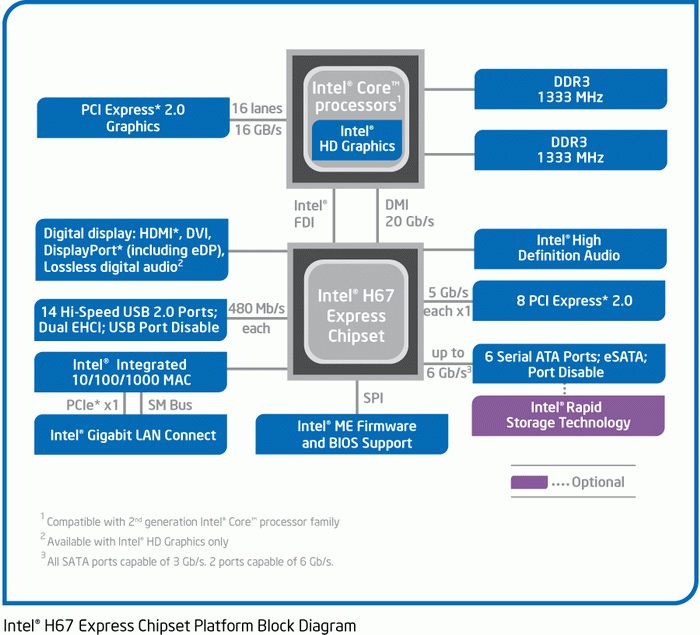 Intel® Core™
processors1
Intel®
HD Graphics
PCI Express* 2.0
Graphics
16 lanes
16 GB/s
DDR3
1333 MHz
DDR3
1333 MHz
Intel®
FDI
DMI
20 Gb/s
Digital display: HDMI*, DVI,
DisplayPort* (including eDP),
Lossless digital audio2
Intel® High
Definition Audio
Intel® H67
Express
Chipset
14 Hi-Speed USB 2.0 Ports;
Dual EHCI; USB Port Disable
480 Mb/s
each
5 Gb/s
each x1
8 PCI Express* 2.0
Intel® Integrated
10/100/1000 MAC
up to
6 Gb/s3
6 Serial ATA Ports; eSATA;
Port Disable
PCIe* x1
SM Bus
SPI
Intel® Rapid
Storage Technology
Intel® Gigabit LAN Connect
Intel® ME Firmware
and BIOS Support
Optional
1 Compatible with 2nd generation Intel® Core™ processor family
2 Available with Intel® HD Graphics only
3 All SATA ports capable of 3 Gb/s. 2 ports capable of 6 Gb/s.
Intel® H67 Express Chipset Platform Block Diagram